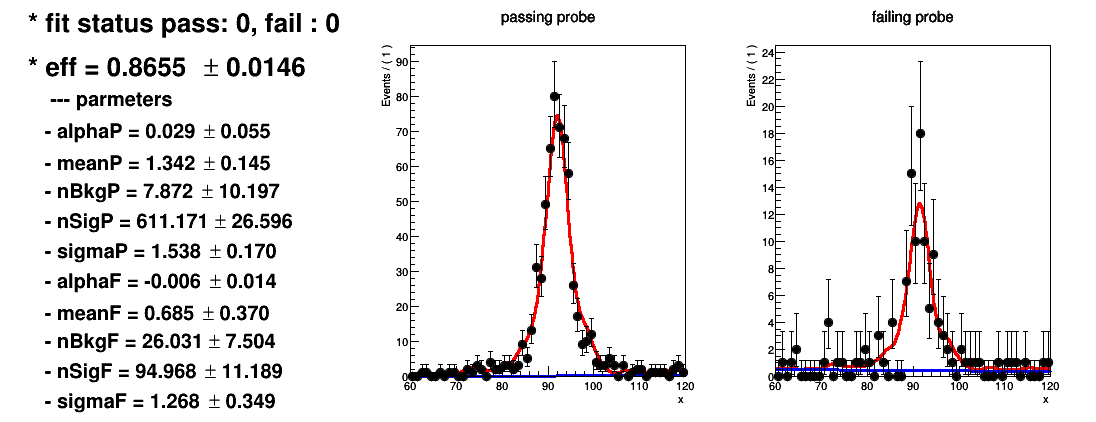 * fit status pass: 0, fail : 0
* eff = 0.8655 ± 0.0146
--- parmeters
- alphaP = 0.029 ± 0.055
- meanP = 1.342 ± 0.145
- nBkgP = 7.872 ± 10.197
- nSigP = 611.171 ± 26.596
- sigmaP = 1.538 ± 0.170
- alphaF = -0.006 ± 0.014
- meanF = 0.685 ± 0.370
- nBkgF = 26.031 ± 7.504
- nSigF = 94.968 ± 11.189
- sigmaF = 1.268 ± 0.349
passing probe
Events / ( 1 )
90
80
70
60
50
40
30
20
10
0
60 70 80 90 100 110 120
x
failing probe
Events / ( 1 )
24
22
20
18
16
14
12
10
8
6
4
2
0
60 70 80 90 100 110 120
x